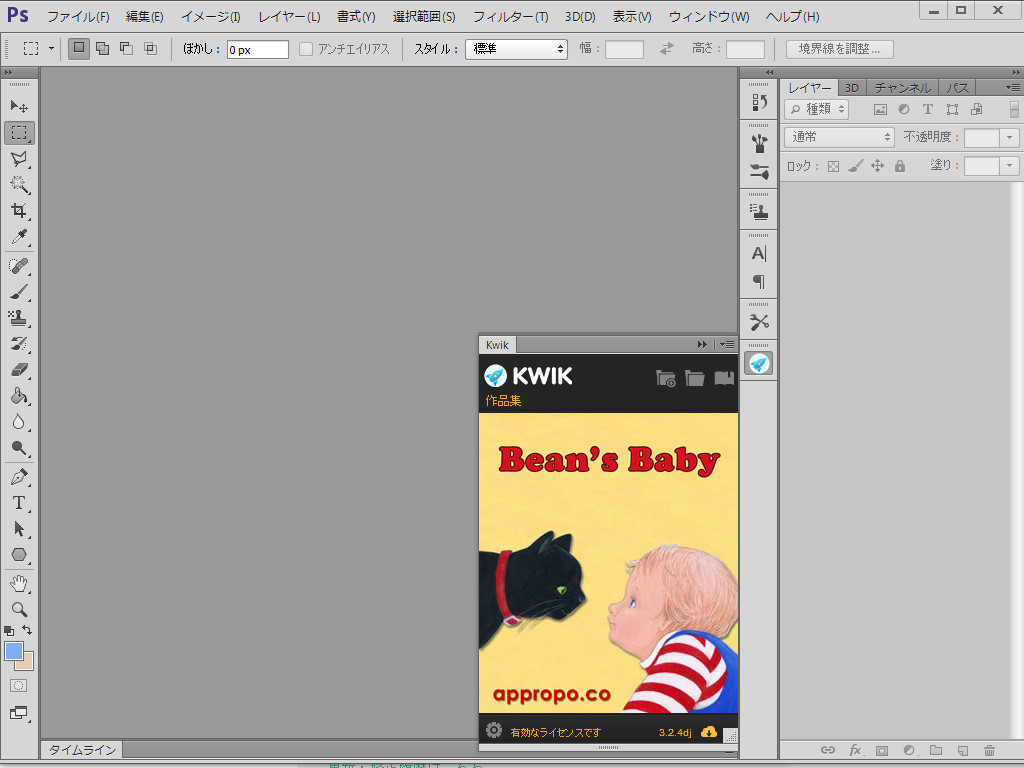 Ps ファイル(F) 編集(E) イメージ(I) レイヤー(L) 書式(Y) 選択範囲(S) フィルター(T) 3D(D) 表示(V) ウィンドウ(W) ヘルプ(H)
ぼかし : 0 px アンチエイリアス スタイル : 標準 幅 : 高さ : 境界線を調整...
レイヤー 3D チャンネル パス
種類
通常 不透明度 :
ロック : 塗り :
Kwik
KWIK
作品集
Bean's Baby
appropo.co
有効なライセンスです 3.2.4dj
タイムライン